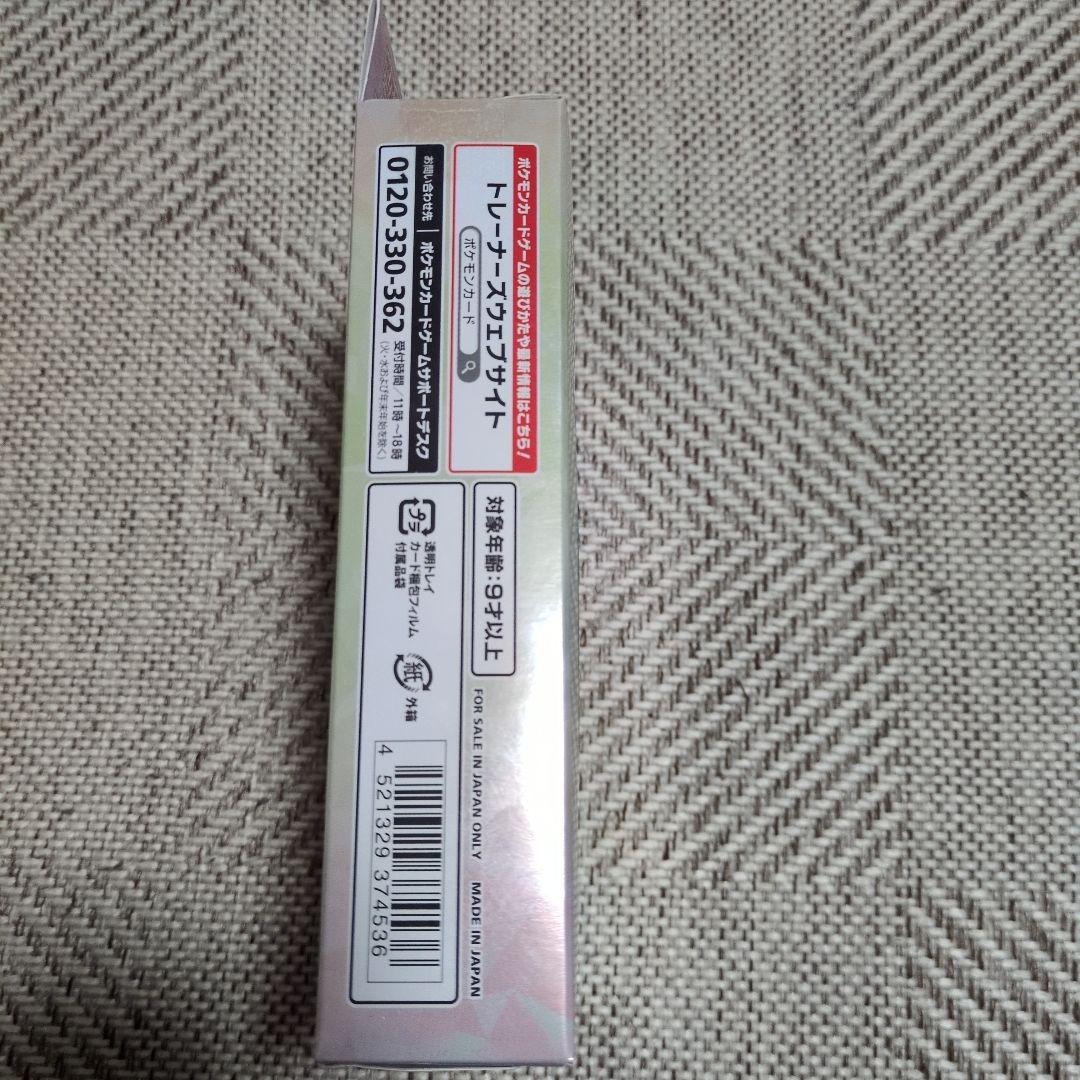 ポケモンカードゲームの遊びかたや最新情報はこちら!
トレーナーズウェブサイト
ポケモンカード
お問い合わせ先 | ポケモンカードゲームサポートデスク
0120-330-362 受付時間/11時~18時
(火・水および年末年始を除く)
対象年齢:9才以上
プラ
透明トレイ
カード梱包フィルム
付属品袋
紙 外箱
FOR SALE IN JAPAN ONLY MADE IN JAPAN
4 521329 374536